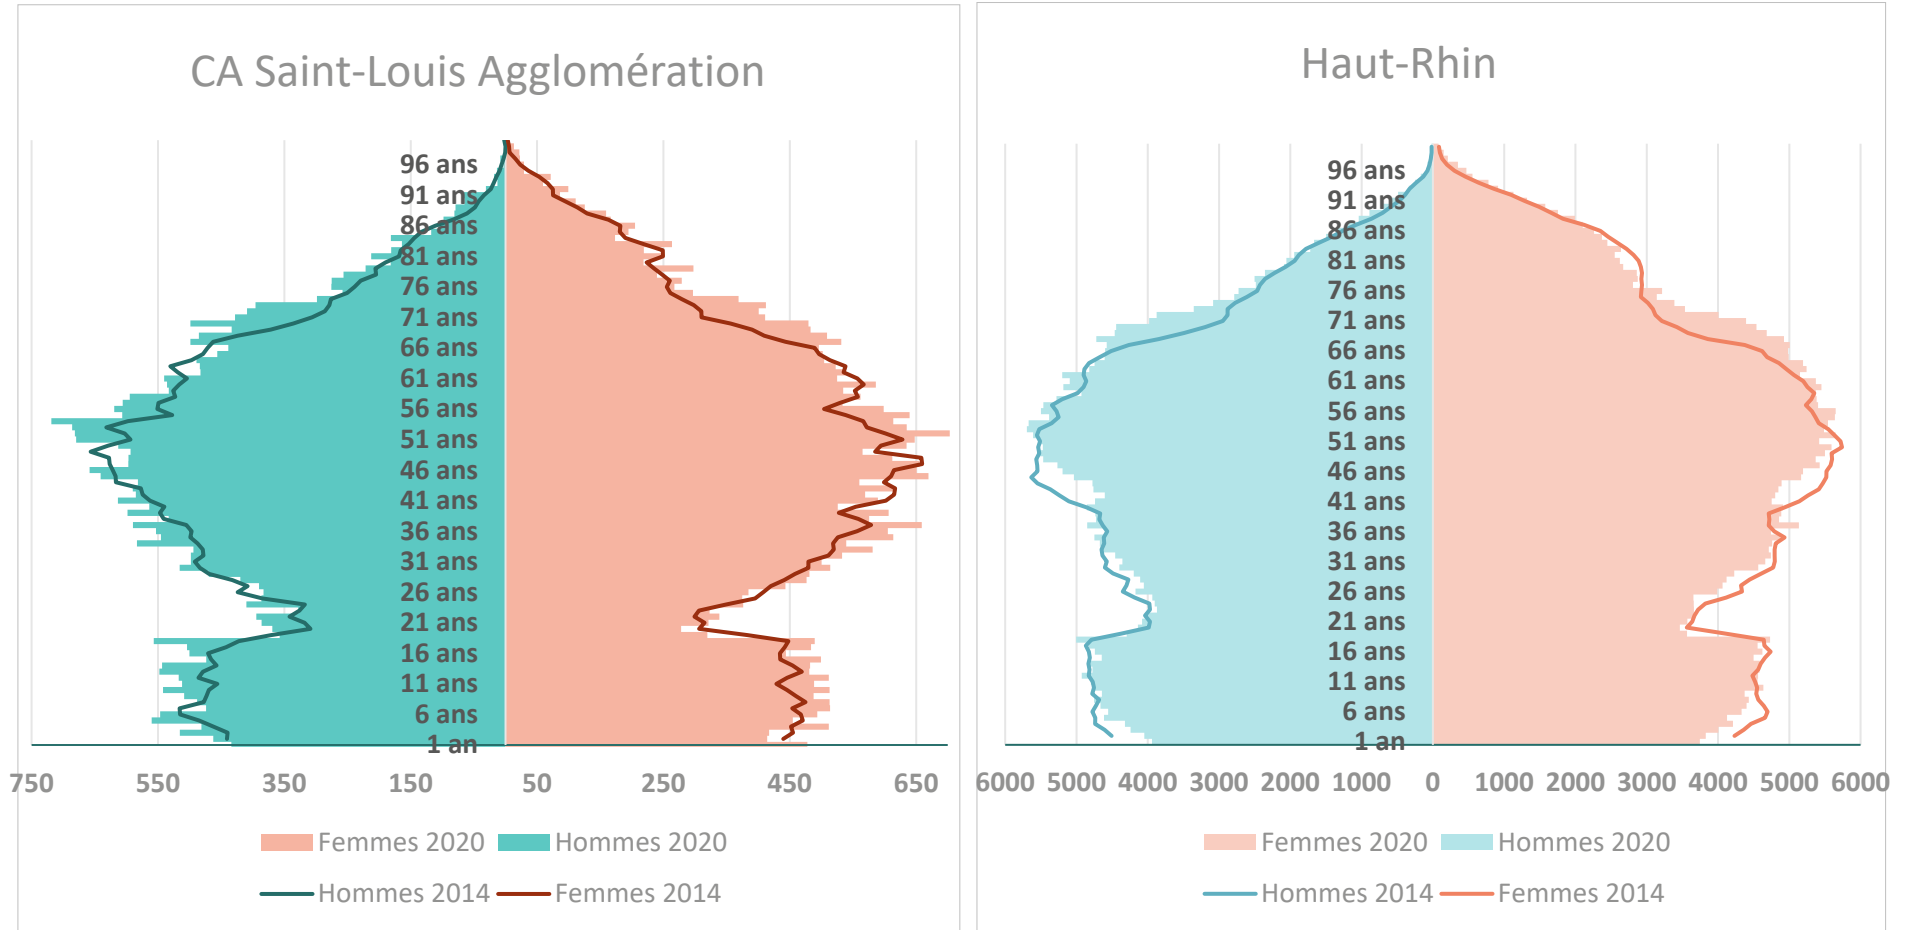 CA Saint-Louis Agglomération
96 ans
91 ans
86 ans
81 ans
76 ans
71 ans
66 ans
61 ans
56 ans
51 ans
46 ans
41 ans
36 ans
31 ans
26 ans
21 ans
16 ans
11 ans
6 ans
1 an
750 550 350 150 50 250 450 650
Femmes 2020 Hommes 2020
Hommes 2014 Femmes 2014
Haut-Rhin
96 ans
91 ans
86 ans
81 ans
76 ans
71 ans
66 ans
61 ans
56 ans
51 ans
46 ans
41 ans
36 ans
31 ans
26 ans
21 ans
16 ans
11 ans
6 ans
1 an
6000 5000 4000 3000 2000 1000 0 1000 2000 3000 4000 5000 6000
Femmes 2020 Hommes 2020
Hommes 2014 Femmes 2014